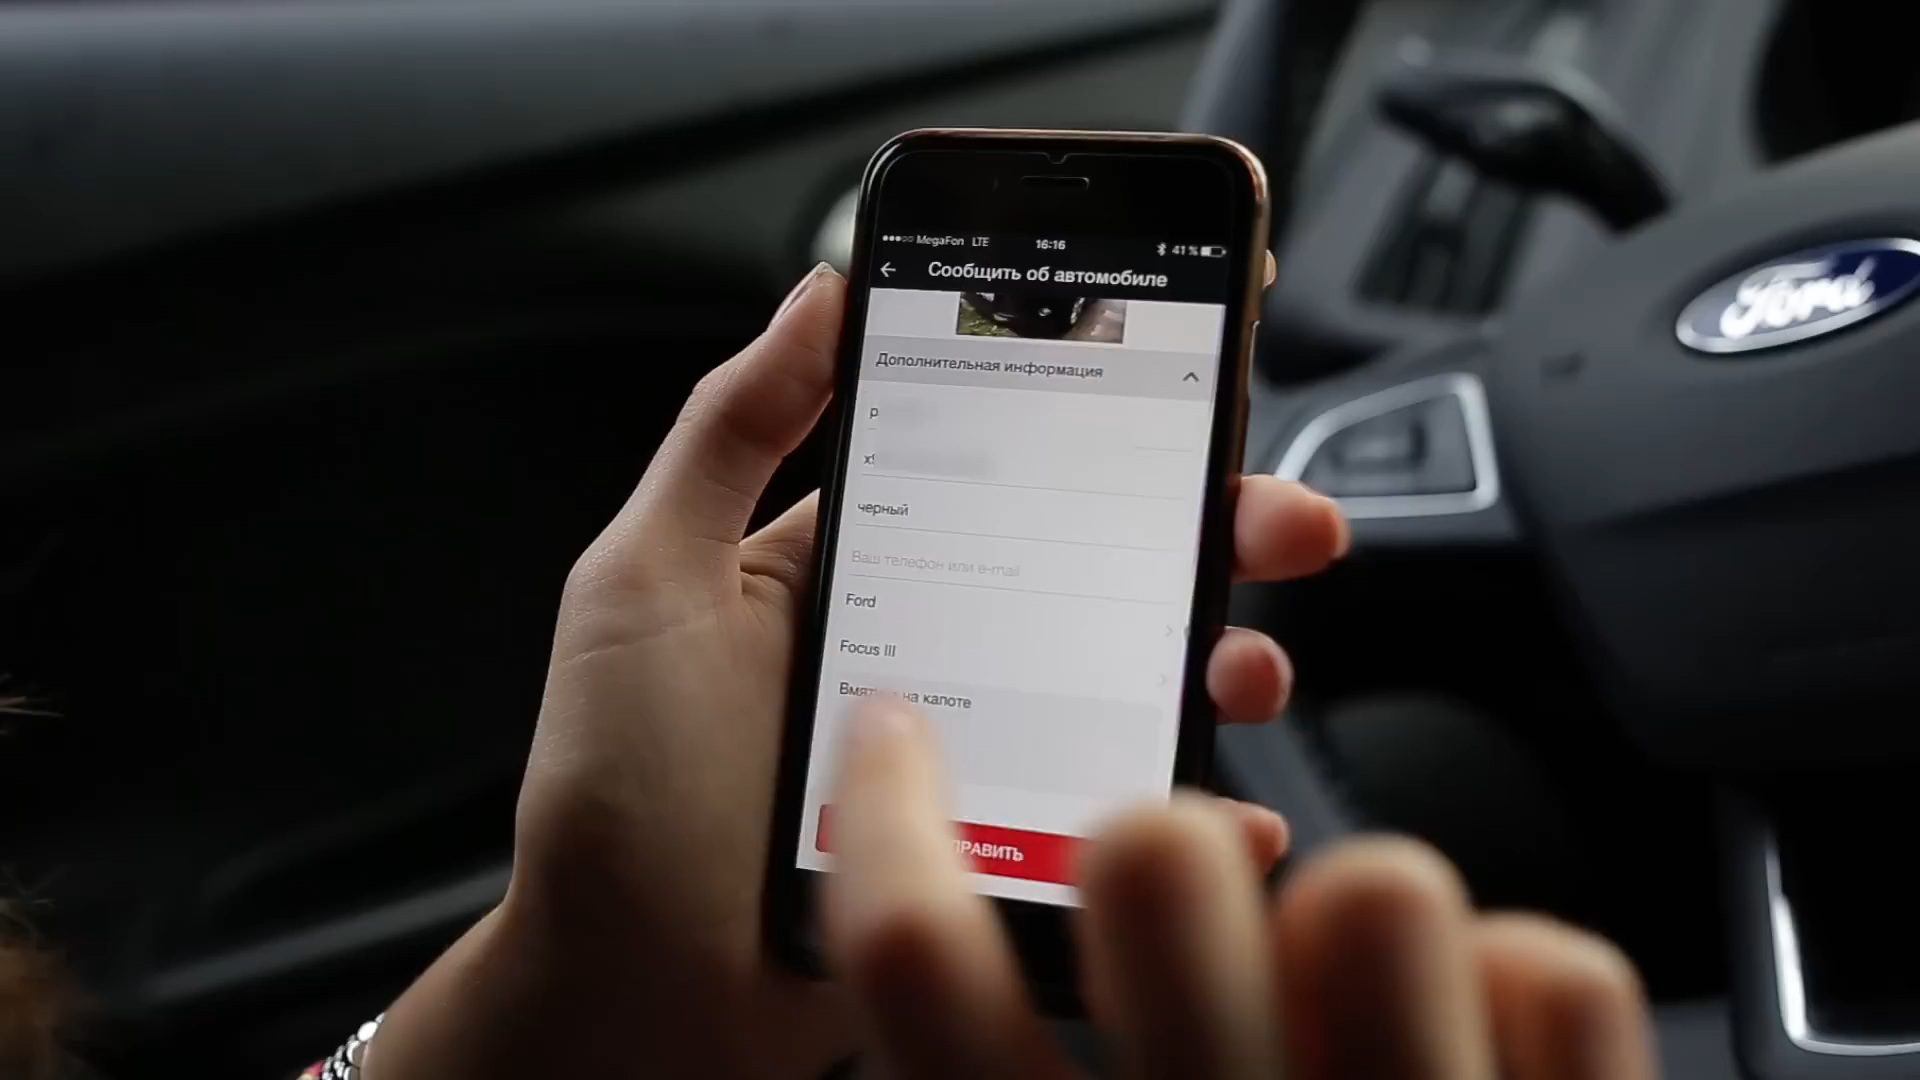 MegaFon LTE 16:16 41%
Сообщить об автомобиле
Дополнительная информация
черный
Ваш телефон или e-mail
Ford
Focus III
на капоте
Ford